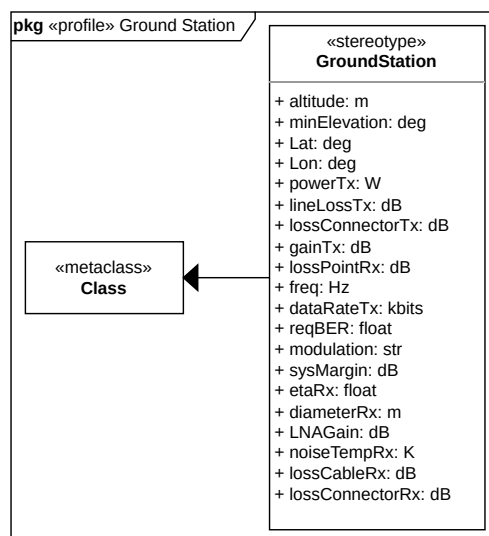 pkg «profile» Ground Station
«stereotype»
GroundStation
+ altitude: m
+ minElevation: deg
+ Lat: deg
+ Lon: deg
+ powerTx: W
+ lineLossTx: dB
+ lossConnectorTx: dB
+ gainTx: dB
+ lossPointRx: dB
+ freq: Hz
+ dataRateTx: kbits
+ reqBER: float
+ modulation: str
+ sysMargin: dB
+ etaRx: float
+ diameterRx: m
+ LNAGain: dB
+ noiseTempRx: K
+ lossCableRx: dB
+ lossConnectorRx: dB
«metaclass»
Class